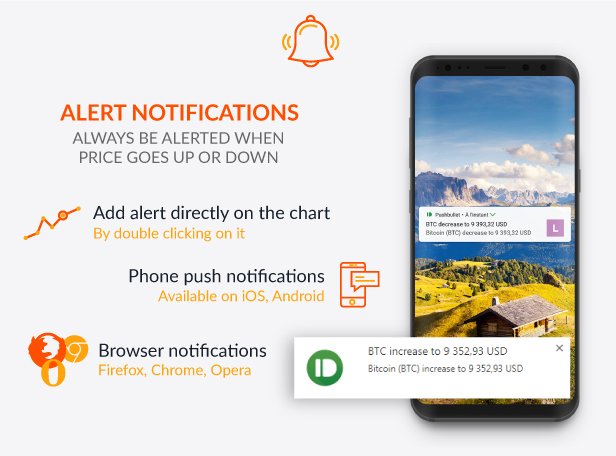 ALERT NOTIFICATIONS
ALWAYS BE ALERTED WHEN
PRICE GOES UP OR DOWN
Add alert directly on the chart
By double clicking on it
Phone push notifications
Available on iOS, Android
Browser notifications
Firefox, Chrome, Opera
Pushbullet • À l'instant
BTC decrease to 9 393,32 USD
Bitcoin (BTC) decrease to 9 393,32 USD
L
BTC increase to 9 352,93 USD
Bitcoin (BTC) increase to 9 352,93 USD